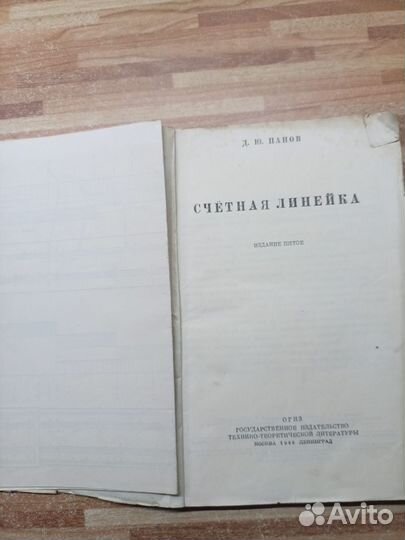 Д. Ю. ПАНОВ
СЧЁТНАЯ ЛИНЕЙКА
ИЗДАНИЕ ПЯТОЕ
ОГИЗ
ГОСУДАРСТВЕННОЕ ИЗДАТЕЛЬСТВО
ТЕХНИКО-ТЕОРЕТИЧЕСКОЙ ЛИТЕРАТУРЫ
МОСКВА ЛЕНИНГРАД
Avito